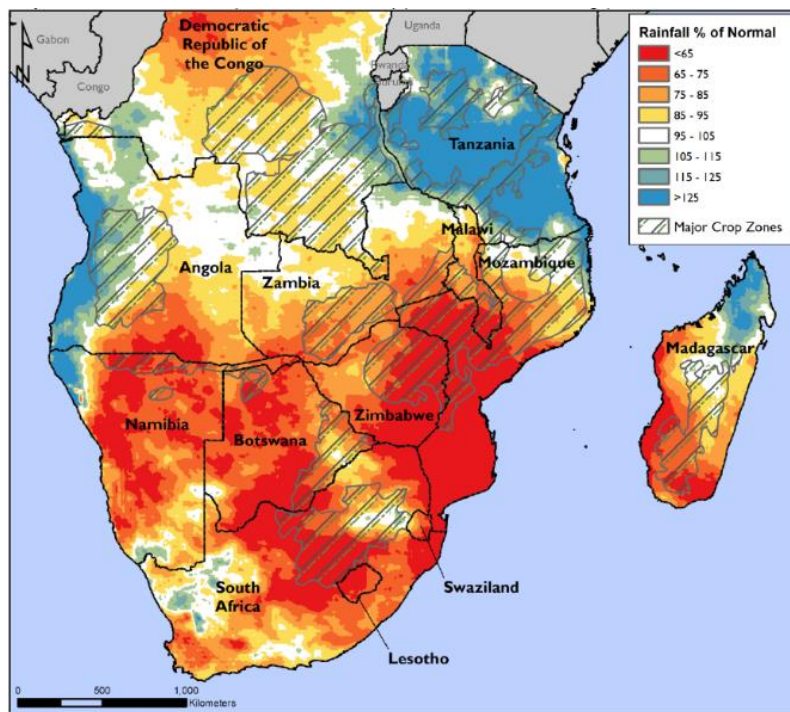 Gabon
Congo
Democratic
Republic of
the Congo
Uganda
Rwanda
Tanzania
Angola
Zambia
Malawi
Mozambique
Namibia
Botswana
Zimbabwe
Madagascar
South
Africa
Swaziland
Lesotho
Rainfall % of Normal
<65
65 - 75
75 - 85
85 - 95
95 - 105
105 - 115
115 - 125
>125
Major Crop Zones
N
0 500 1,000
Kilometers